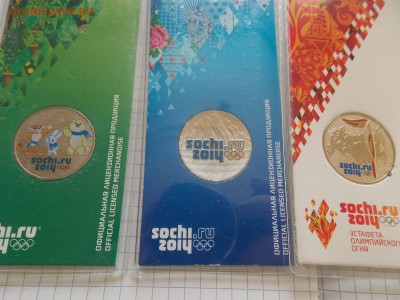 sochi.ru
2014
ОФИЦИАЛЬНАЯ ЛИЦЕНЗИОННАЯ ПРОДУКЦИЯ
OFFICIAL LICENSED MERCHANDISE
sochi.ru
2014
sochi.ru
2014
ОФИЦИАЛЬНАЯ ЛИЦЕНЗИОННАЯ ПРОДУКЦИЯ
OFFICIAL LICENSED MERCHANDISE
sochi.ru
2014
sochi.ru
2014
ЭСТАФЕТА
ОЛИМПИЙСКОГО
ОГНЯ